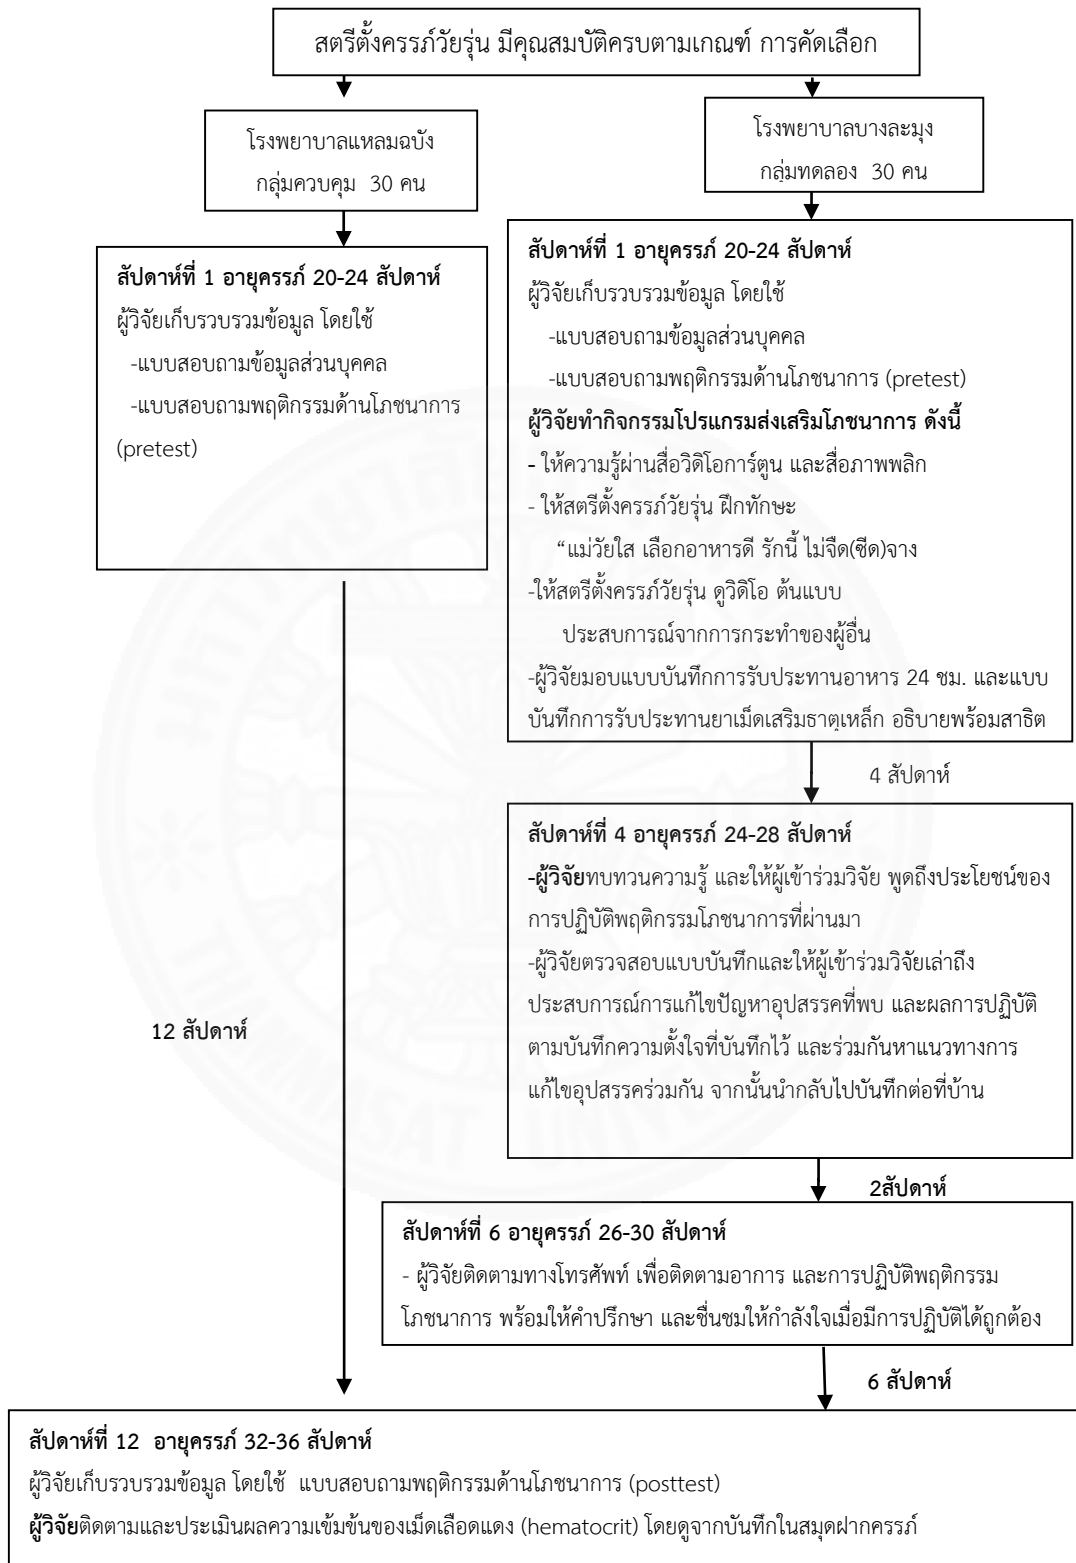 สตรีตั้งครรภ์วัยรุ่น มีคุณสมบัติครบตามเกณฑ์ การคัดเลือก
โรงพยาบาลแหลมฉบัง
กลุ่มควบคุม 30 คน
โรงพยาบาลบางละมุง
กลุ่มทดลอง 30 คน
สัปดาห์ที่ 1 อายุครรภ์ 20-24 สัปดาห์
ผู้วิจัยเก็บรวบรวมข้อมูล โดยใช้
-แบบสอบถามข้อมูลส่วนบุคคล
-แบบสอบถามพฤติกรรมด้านโภชนาการ
(pretest)
สัปดาห์ที่ 1 อายุครรภ์ 20-24 สัปดาห์
ผู้วิจัยเก็บรวบรวมข้อมูล โดยใช้
-แบบสอบถามข้อมูลส่วนบุคคล
-แบบสอบถามพฤติกรรมด้านโภชนาการ (pretest)
ผู้วิจัยทำกิจกรรมโปรแกรมส่งเสริมโภชนาการ ดังนี้
- ให้ความรู้ผ่านสื่อวิดิโอการ์ตูน และสื่อภาพพลิก
- ให้สตรีตั้งครรภ์วัยรุ่น ฝึกทักษะ
“แม่วัยใส เลือกอาหารดี รักนี้ ไม่จืด(ซีด)จาง
-ให้สตรีตั้งครรภ์วัยรุ่น ดูวิดิโอ ต้นแบบ
ประสบการณ์จากการกระทำของผู้อื่น
-ผู้วิจัยมอบแบบบันทึกการรับประทานอาหาร 24 ชม. และแบบ
บันทึกการรับประทานยาเม็ดเสริมธาตุเหล็ก อธิบายพร้อมสาธิต
4 สัปดาห์
สัปดาห์ที่ 4 อายุครรภ์ 24-28 สัปดาห์
-ผู้วิจัยทบทวนความรู้ และให้ผู้เข้าร่วมวิจัย พูดถึงประโยชน์ของ
การปฏิบัติพฤติกรรมโภชนาการที่ผ่านมา
-ผู้วิจัยตรวจสอบแบบบันทึกและให้ผู้เข้าร่วมวิจัยเล่าถึง
ประสบการณ์การแก้ไขปัญหาอุปสรรคที่พบ และผลการปฏิบัติ
ตามบันทึกความตั้งใจที่บันทึกไว้ และร่วมกันหาแนวทางการ
แก้ไขอุปสรรคร่วมกัน จากนั้นนำกลับไปบันทึกต่อที่บ้าน
12 สัปดาห์
2สัปดาห์
สัปดาห์ที่ 6 อายุครรภ์ 26-30 สัปดาห์
- ผู้วิจัยติดตามทางโทรศัพท์ เพื่อติดตามอาการ และการปฏิบัติพฤติกรรม
โภชนาการ พร้อมให้คำปรึกษา และชื่นชมให้กำลังใจเมื่อมีการปฏิบัติได้ถูกต้อง
6 สัปดาห์
สัปดาห์ที่ 12 อายุครรภ์ 32-36 สัปดาห์
ผู้วิจัยเก็บรวบรวมข้อมูล โดยใช้ แบบสอบถามพฤติกรรมด้านโภชนาการ (posttest)
ผู้วิจัยติดตามและประเมินผลความเข้มข้นของเม็ดเลือดแดง (hematocrit) โดยดูจากบันทึกในสมุดฝากครรภ์